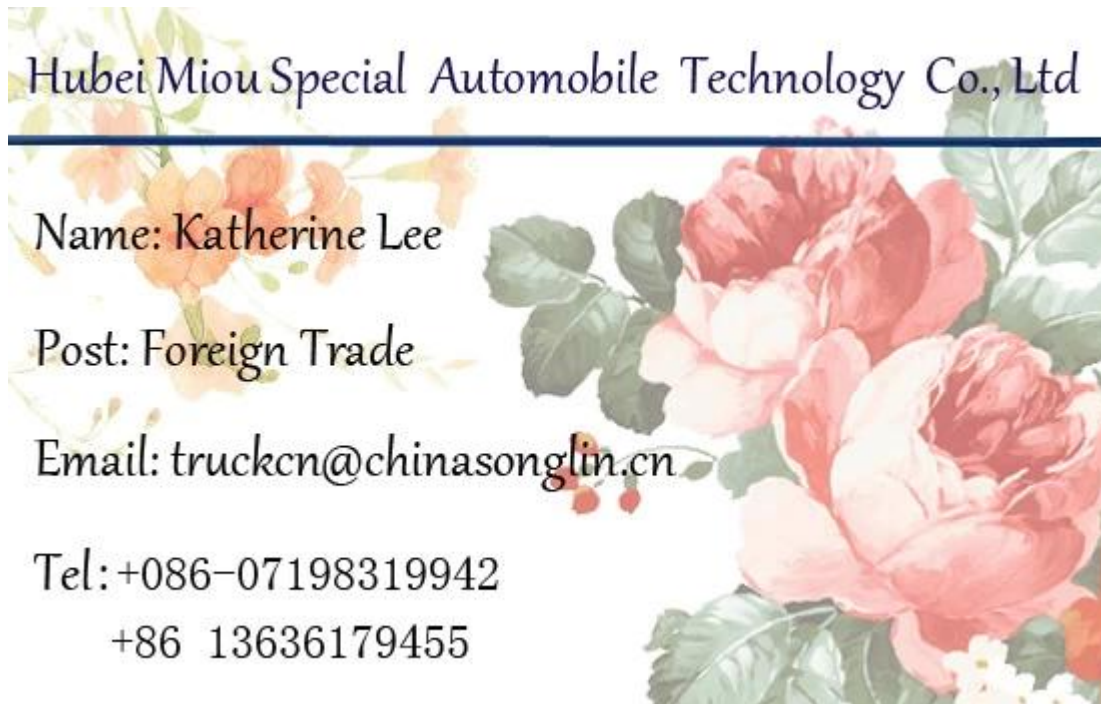 Hubei Miou Special Automobile Technology Co., Ltd
Name: Katherine Lee
Post: Foreign Trade
Email: truckcn@chinasonglin.cn
Tel: +086-07198319942
+86 13636179455